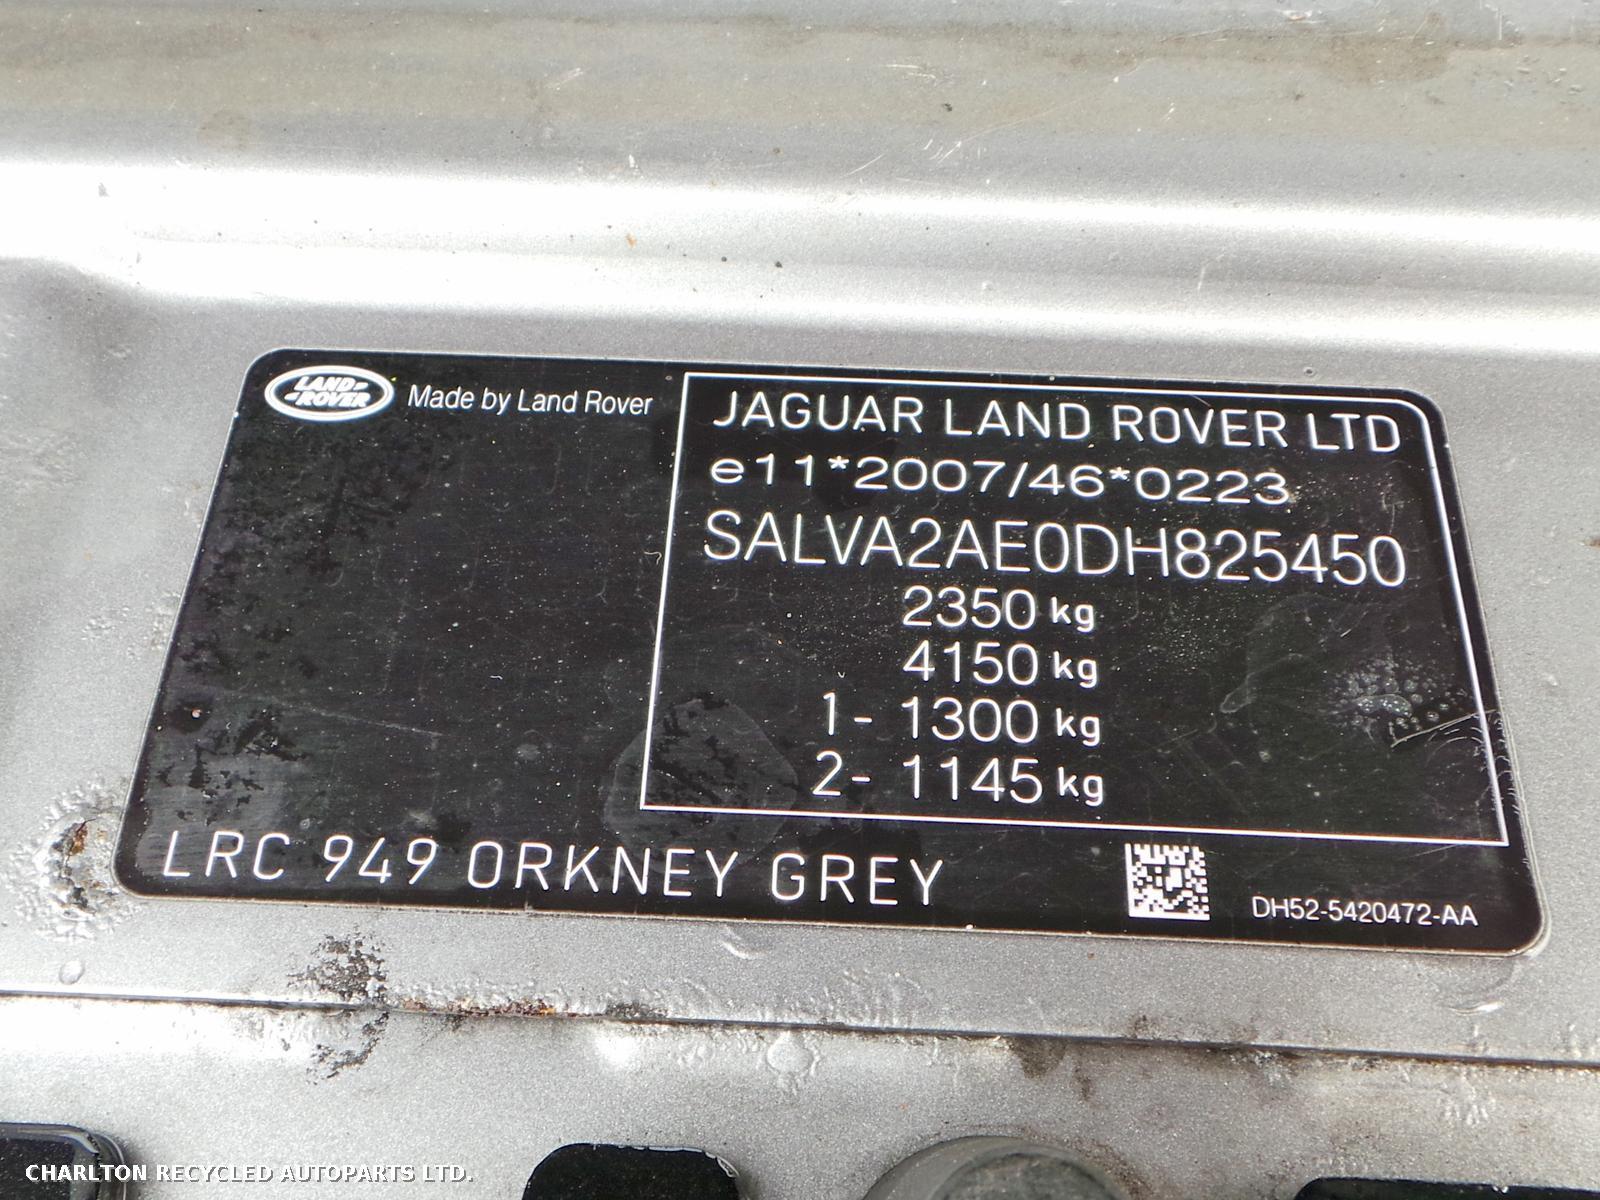 LAND ROVER
Made by Land Rover
JAGUAR LAND ROVER LTD
e11*2007/46*0223
SALVA2AE0DH825450
2350 kg
4150 kg
1- 1300 kg
2- 1145 kg
LRC 949 ORKNEY GREY
DH52-5420472-AA
CHARLTON RECYCLED AUTOPARTS LTD.